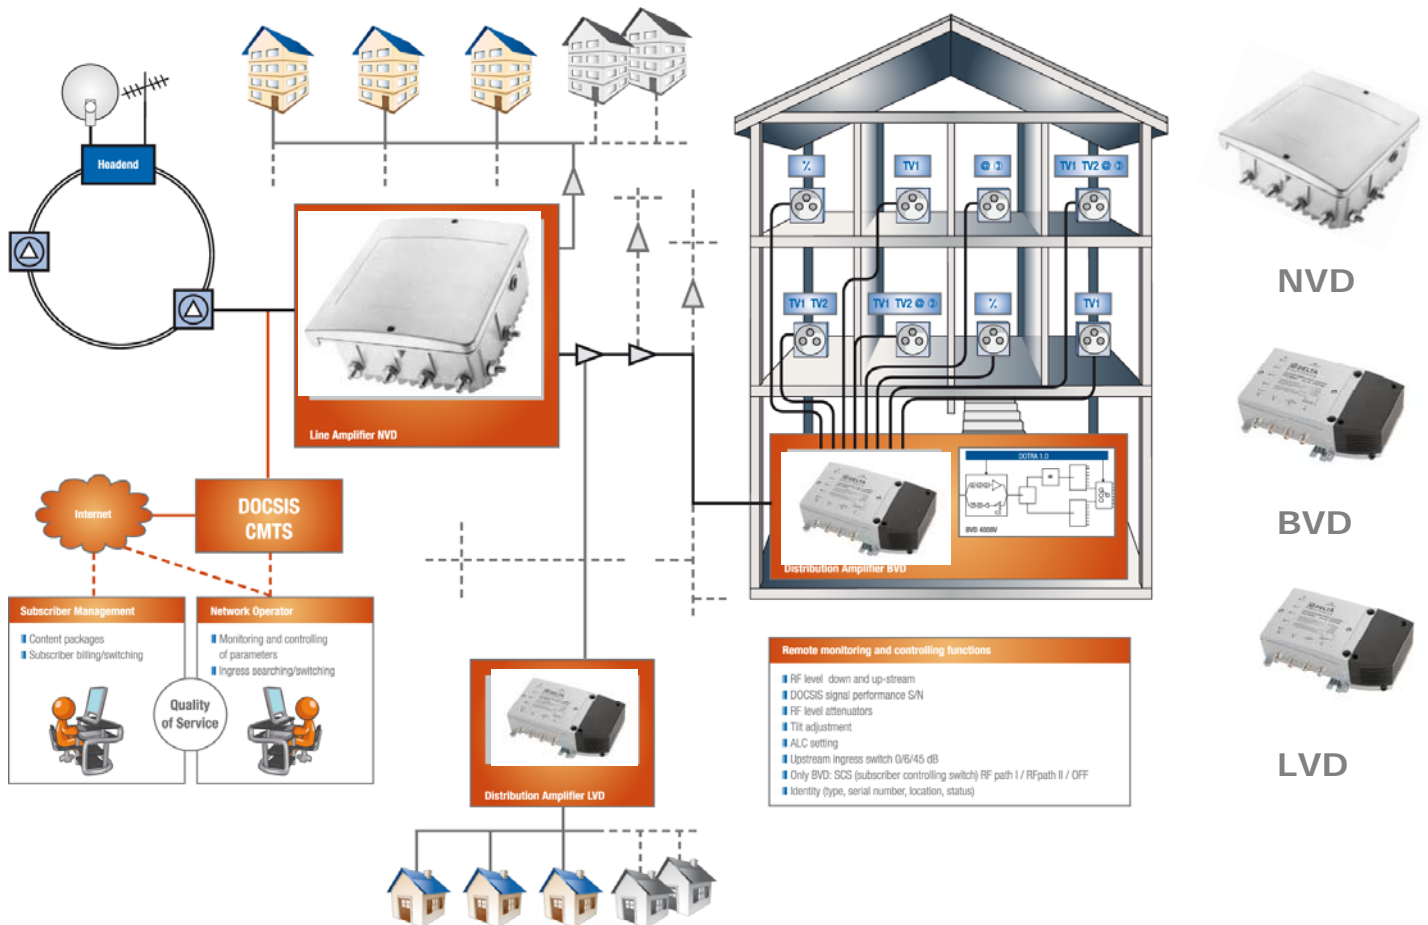 Headend
Line Amplifier NVD
Internet
DOCSIS
CMTS
Subscriber Management
Content packages
Subscriber billing/switching
Network Operator
Monitoring and controlling
of parameters
Ingress searching/switching
Quality
of Service
DELTA
Distribution Amplifier LVD
٪
TV1
@
TV1 TV2 @
TV1 TV2
TV1 TV2 @
٪
TV1
DELTA
DOTRA 1.0
BVD 4008V
Distribution Amplifier BVD
Remote monitoring and controlling functions
RF level down and up-stream
DOCSIS signal performance S/N
RF level attenuators
Tilt adjustment
ALC setting
Upstream ingress switch 0/6/45 dB
Only BVD: SCS (subscriber controlling switch) RF path I / RFpath II / OFF
Identity (type, serial number, location, status)
NVD
DELTA
BVD
DELTA
LVD